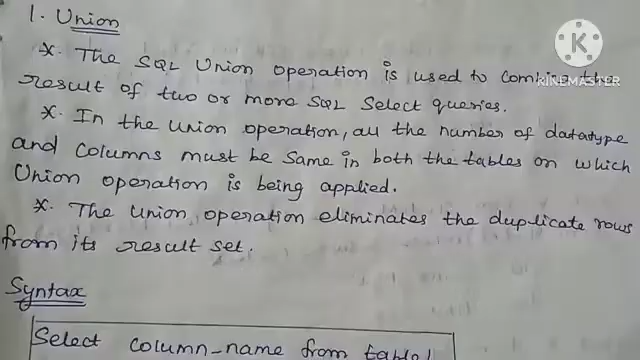 1. Union
* The SQL Union operation is used to combine the
result of two or more SQL Select queries.
* In the union operation, all the number of datatype
and columns must be same in both the tables on which
Union operation is being applied.
* The union operation eliminates the duplicate rows
from its result set.
Syntax
Select column-name from table1
K
KINEMASTER